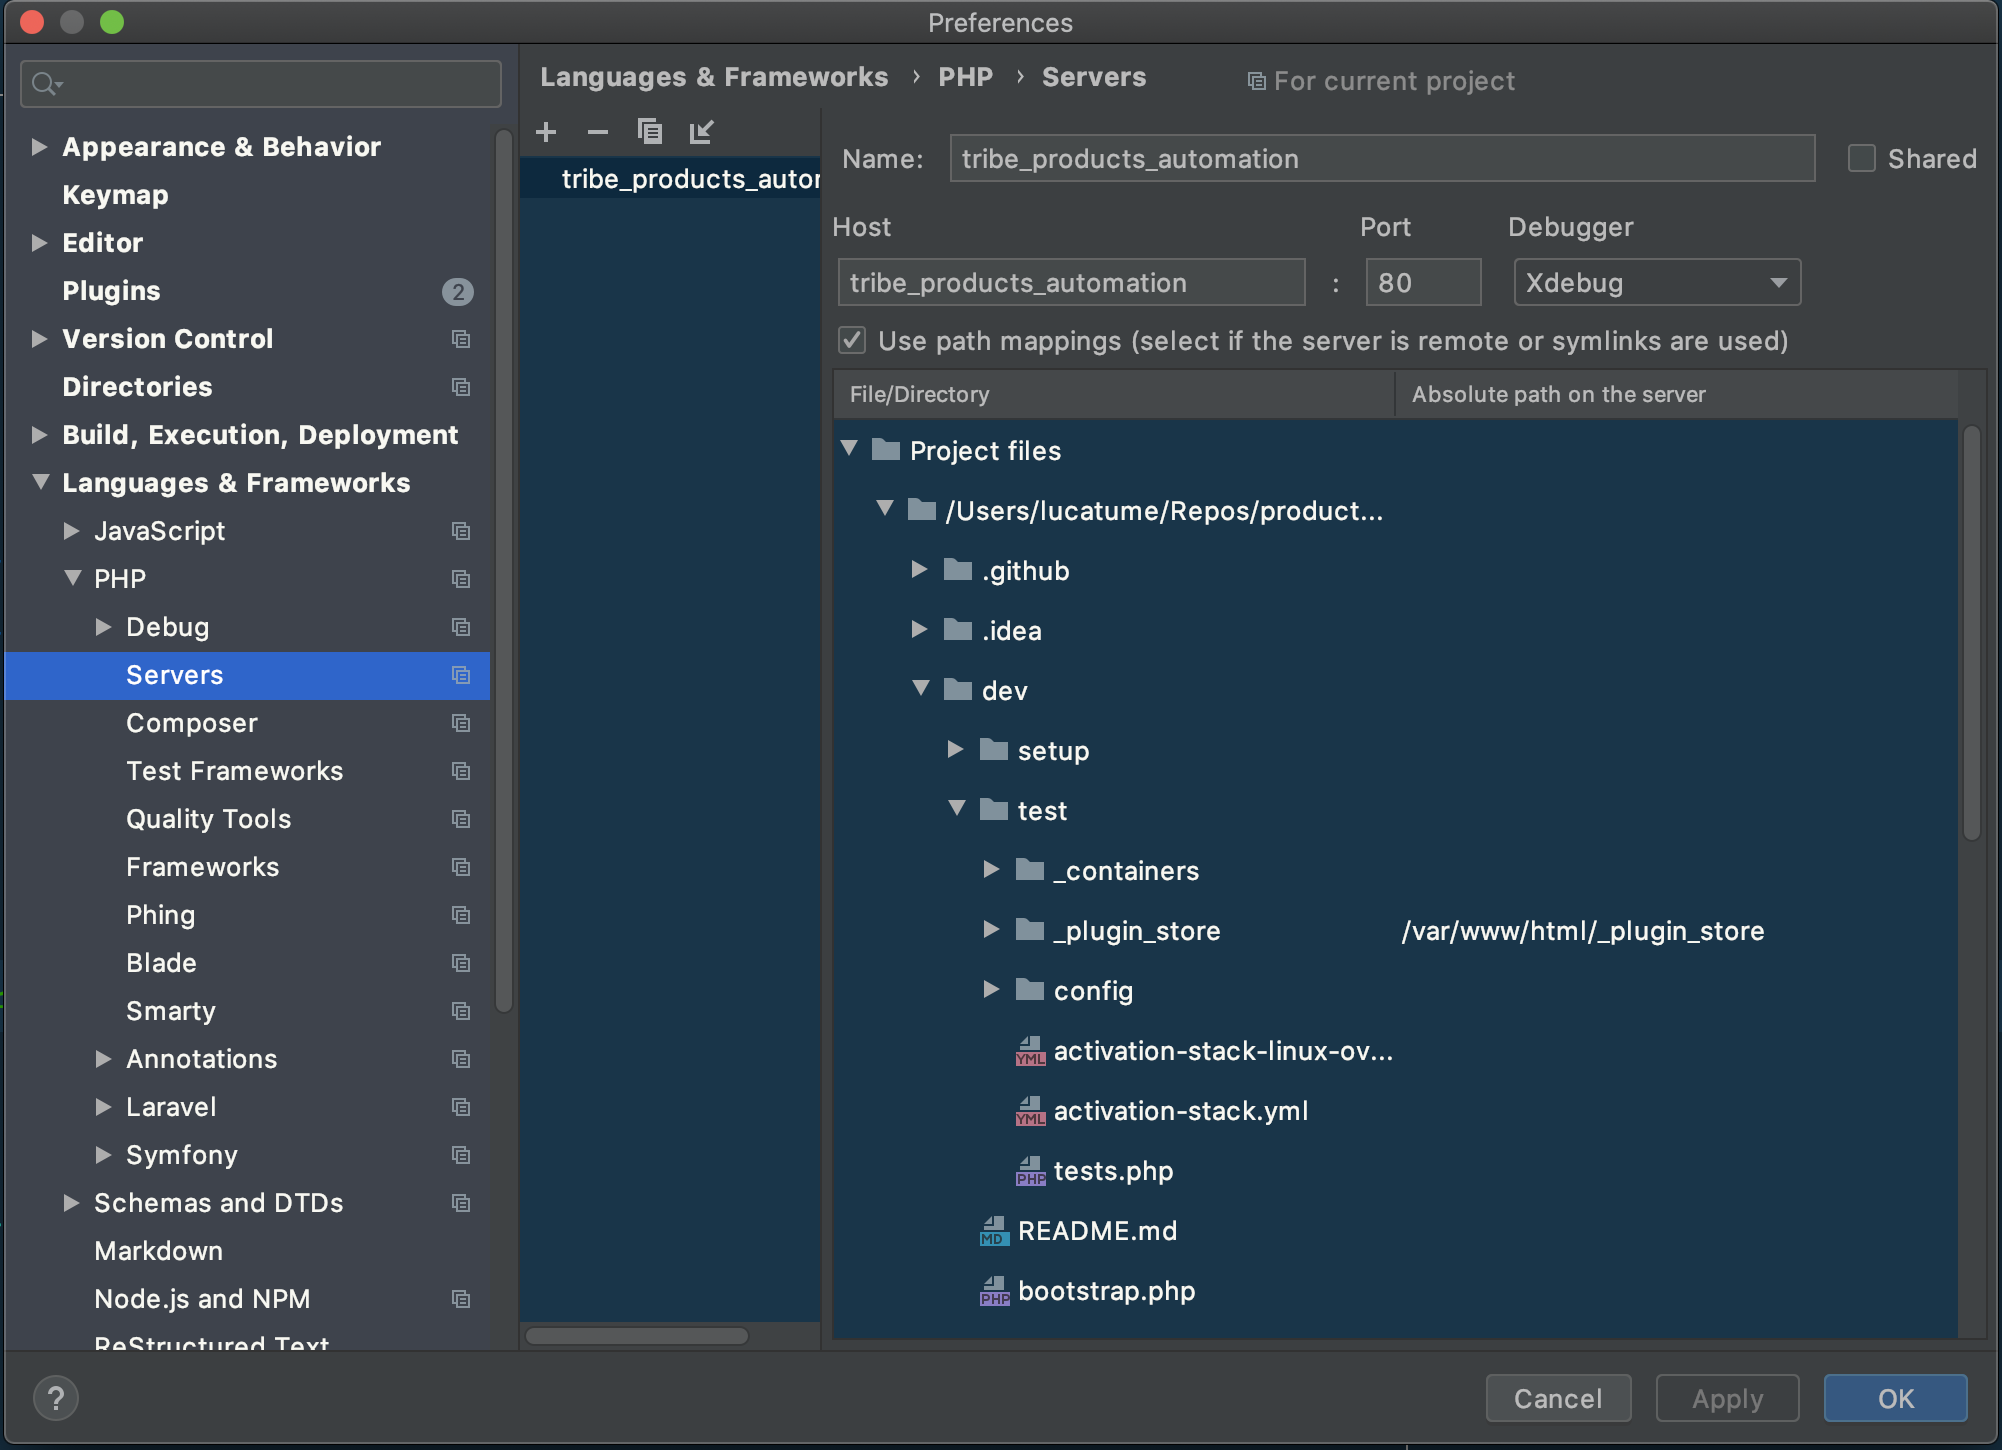 Preferences
Appearance & Behavior
Keymap
Editor
Plugins 2
Version Control
Directories
Build, Execution, Deployment
Languages & Frameworks
JavaScript
PHP
Debug
Servers
Composer
Test Frameworks
Quality Tools
Frameworks
Phing
Blade
Smarty
Annotations
Laravel
Symfony
Schemas and DTDs
Markdown
Node.js and NPM
ReStructured Text
Languages & Frameworks › PHP › Servers For current project
tribe_products_autor
Name: tribe_products_automation Shared
Host Port Debugger
tribe_products_automation : 80 Xdebug
Use path mappings (select if the server is remote or symlinks are used)
File/Directory Absolute path on the server
Project files
/Users/lucatume/Repos/product...
.github
.idea
dev
setup
test
_containers
_plugin_store /var/www/html/_plugin_store
config
YML activation-stack-linux-ov...
YML activation-stack.yml
PHP tests.php
MD README.md
PHP bootstrap.php
? Cancel Apply OK